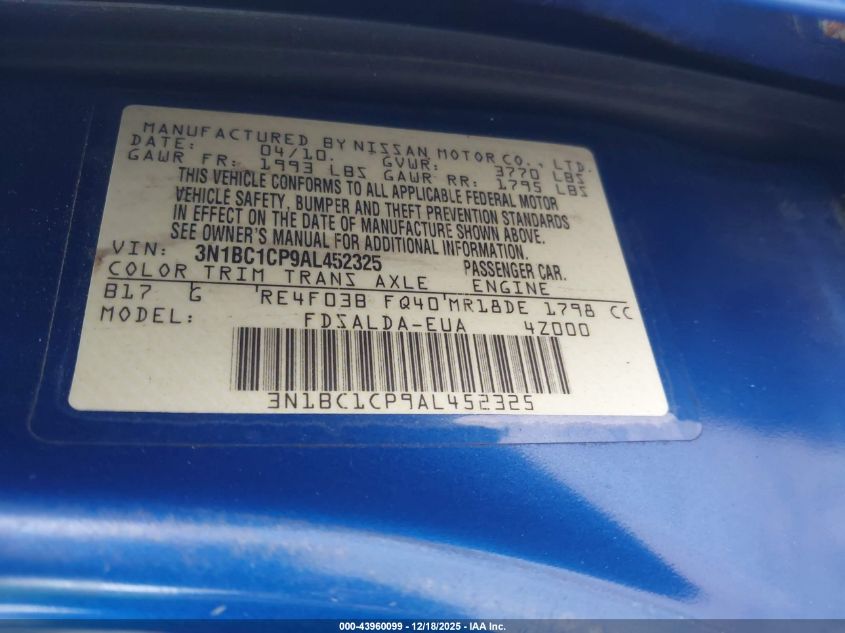 MANUFACTURED BY NISSAN MOTOR CO., LTD.
DATE: 04/10. GVWR: 3770 LBS
GAWR FR: 1993 LBS GAWR RR: 1795 LBS
THIS VEHICLE CONFORMS TO ALL APPLICABLE FEDERAL MOTOR
VEHICLE SAFETY, BUMPER AND THEFT PREVENTION STANDARDS
IN EFFECT ON THE DATE OF MANUFACTURE SHOWN ABOVE.
SEE OWNER'S MANUAL FOR ADDITIONAL INFORMATION.
VIN: 3N1BC1CP9AL452325 PASSENGER CAR.
COLOR TRIM TRANS AXLE ENGINE
B17 G RE4F03B FQ40 MR18DE 1798 CC
MODEL: FDSALDA-EUA 4Z000
3N1BC1CP9AL452325
000-43960099 | 12/18/2025 - IAA Inc.